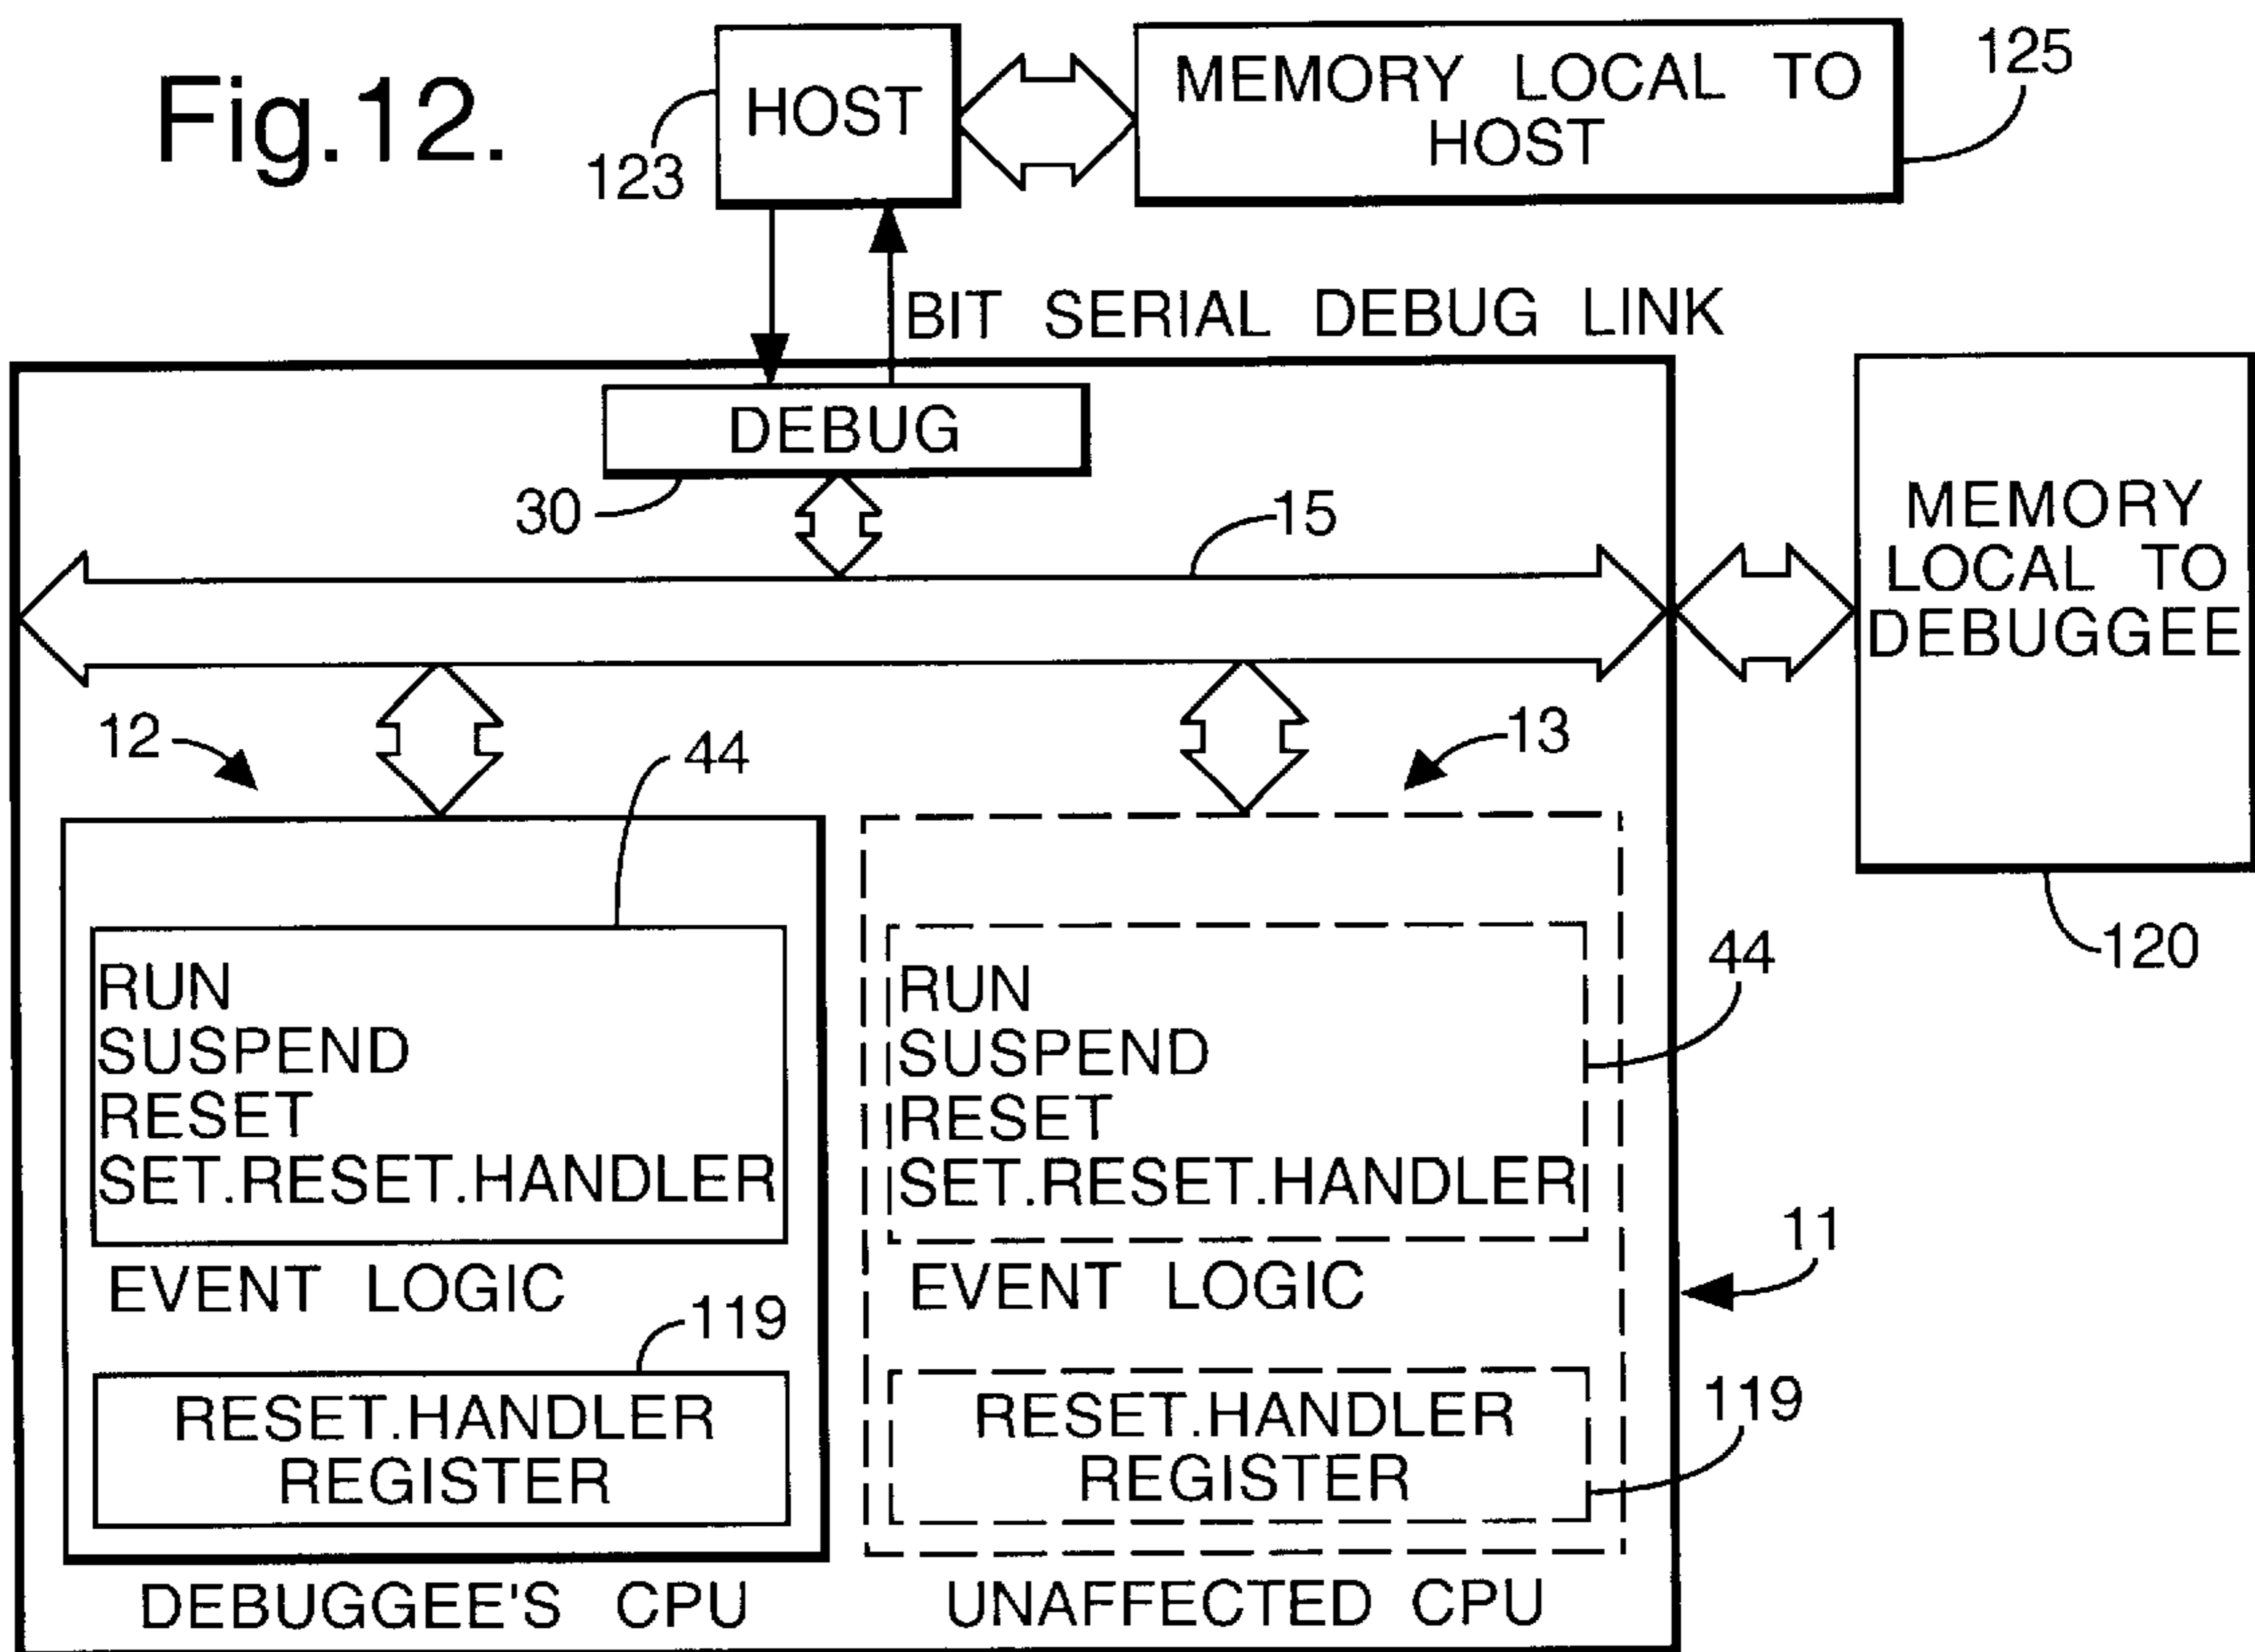 Fig.12.
123
HOST
MEMORY LOCAL TO
HOST
125
BIT SERIAL DEBUG LINK
DEBUG
30
15
MEMORY
LOCAL TO
DEBUGGEE
120
12
44
13
RUN
SUSPEND
RESET
SET.RESET.HANDLER
EVENT LOGIC
119
RESET.HANDLER
REGISTER
DEBUGGEE'S CPU
RUN
SUSPEND
RESET
SET.RESET.HANDLER
44
EVENT LOGIC
11
RESET.HANDLER
REGISTER
119
UNAFFECTED CPU